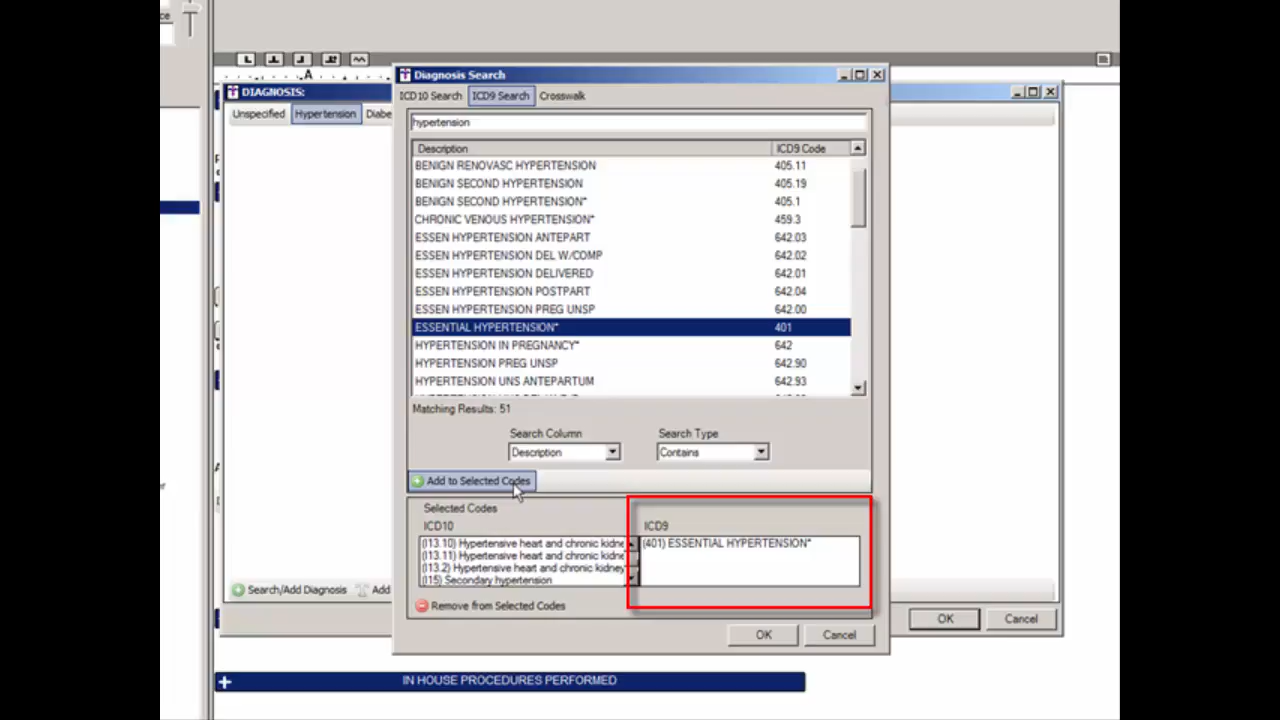 ce
Diagnosis Search
DIAGNOSIS:
ICD10 Search ICD9 Search Crosswalk
Unspecified Hypertension Diabe
hypertension
Description ICD9 Code
BENIGN RENOVASC HYPERTENSION 405.11
BENIGN SECOND HYPERTENSION 405.19
BENIGN SECOND HYPERTENSION* 405.1
CHRONIC VENOUS HYPERTENSION* 459.3
ESSEN HYPERTENSION ANTEPART 642.03
ESSEN HYPERTENSION DEL W/COMP 642.02
ESSEN HYPERTENSION DELIVERED 642.01
ESSEN HYPERTENSION POSTPART 642.04
ESSEN HYPERTENSION PREG UNSP 642.00
ESSENTIAL HYPERTENSION* 401
HYPERTENSION IN PREGNANCY* 642
HYPERTENSION PREG UNSP 642.90
HYPERTENSION UNS ANTEPARTUM 642.93
Matching Results: 51
Search Column Search Type
Description Contains
Add to Selected Codes
Selected Codes
ICD10 ICD9
(I13.10) Hypertensive heart and chronic kidne (401) ESSENTIAL HYPERTENSION*
(I13.11) Hypertensive heart and chronic kidne
(I13.2) Hypertensive heart and chronic kidney
(I15) Secondary hypertension
Search/Add Diagnosis Add
Remove from Selected Codes
OK Cancel
OK Cancel
IN HOUSE PROCEDURES PERFORMED